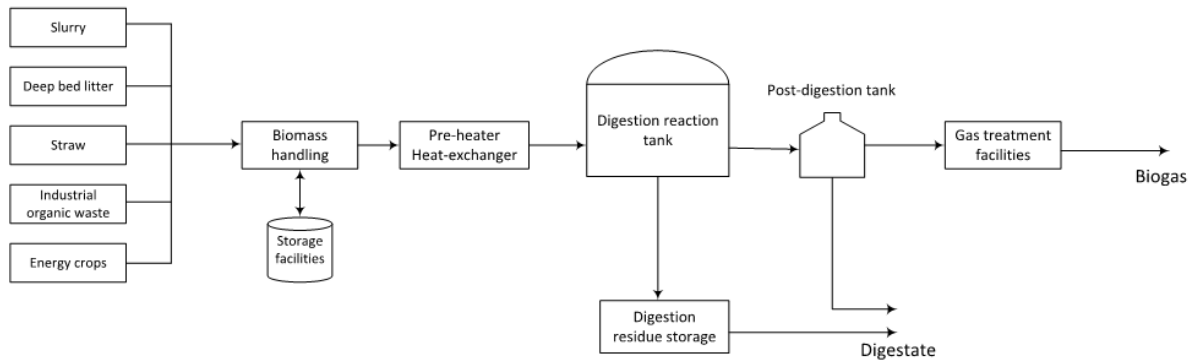 Slurry
Deep bed litter
Straw
Industrial
organic waste
Energy crops
Biomass
handling
Storage
facilities
Pre-heater
Heat-exchanger
Digestion reaction
tank
Post-digestion tank
Gas treatment
facilities
Biogas
Digestion
residue storage
Digestate